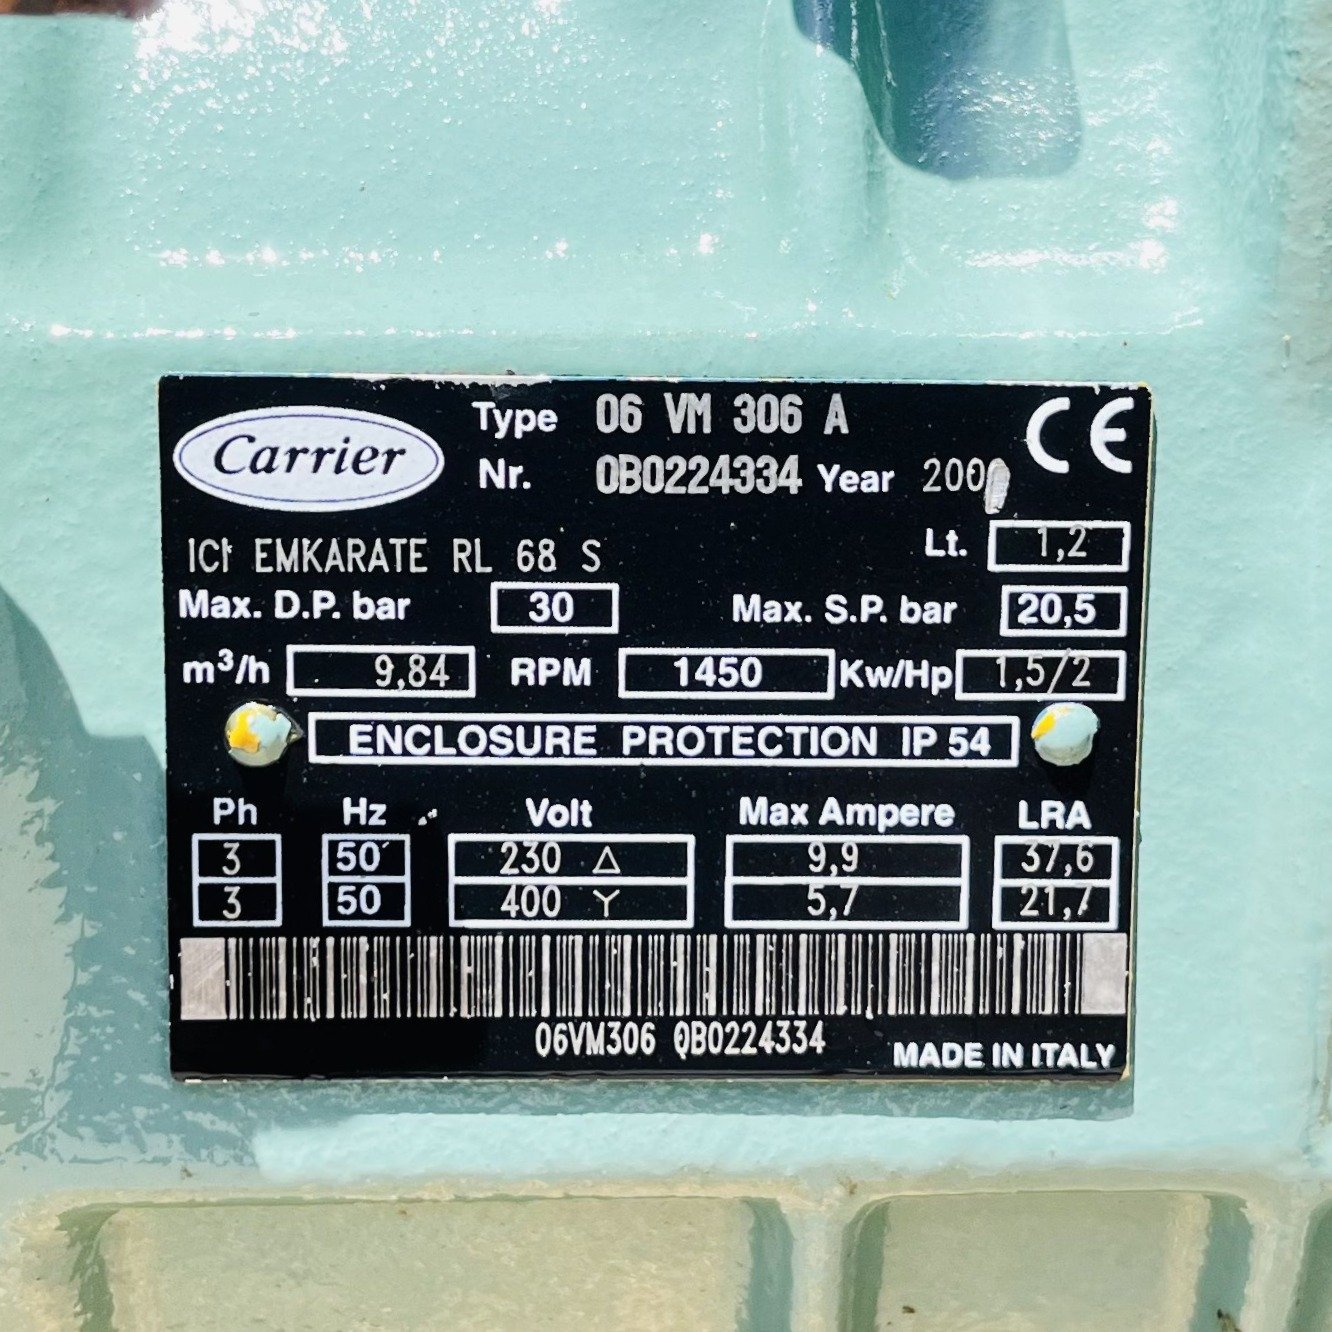 Carrier
Type 06 VM 306 A CE
Nr. 0B0224334 Year
ICI EMKARATE RL 68 S Lt. 1,2
Max. D.P. bar 30 Max. S.P. bar 20,5
m³/h 9,84 RPM 1450 Kw/Hp 1,5/2
ENCLOSURE PROTECTION IP 54
Ph Hz Volt Max Ampere LRA
3 50 230 △ 9,9 37,6
3 50 400 Y 5,7 21,7
06VM306 0B0224334
MADE IN ITALY